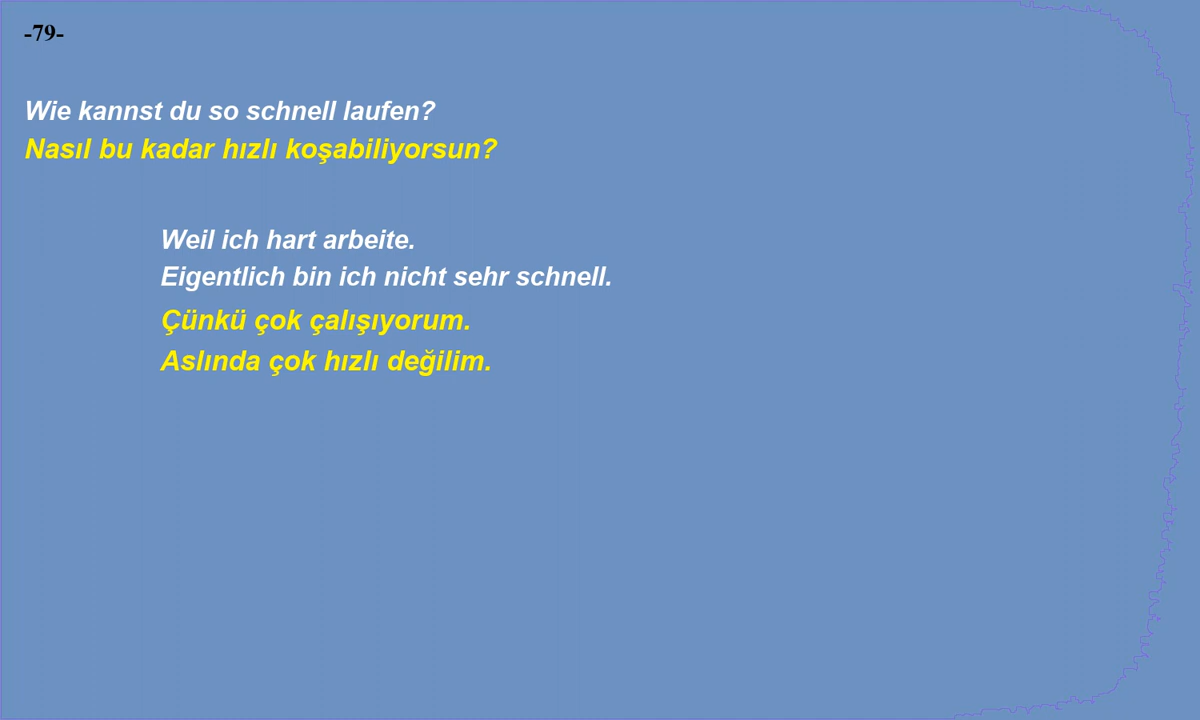 -79-
Wie kannst du so schnell laufen?
Nasıl bu kadar hızlı koşabiliyorsun?
Weil ich hart arbeite.
Eigentlich bin ich nicht sehr schnell.
Çünkü çok çalışıyorum.
Aslında çok hızlı değilim.